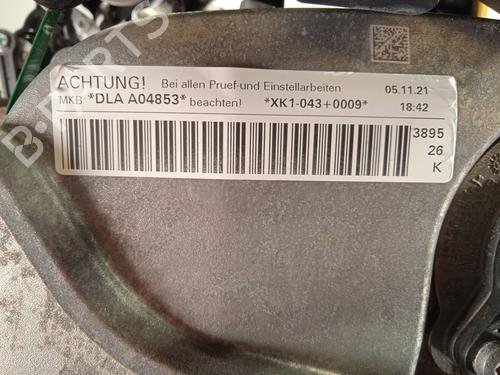 ACHTUNG! Bei allen Pruef-und Einstellarbeiten 05.11.21
MKB *DLA A04853* beachten! *XK1-043+0009* 18:42
3895
26
K
B-PARTS